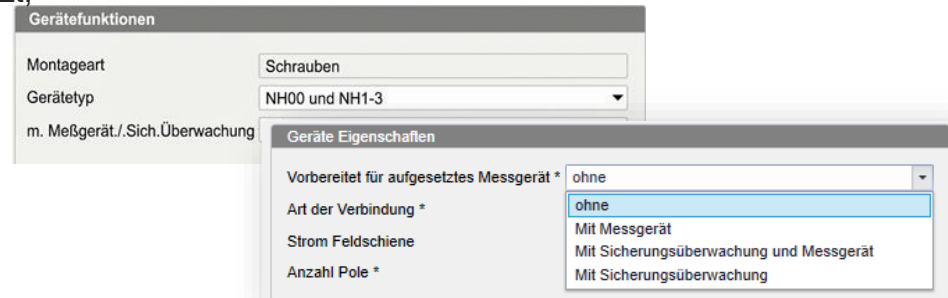 Gerätefunktionen
Montageart Schrauben
Gerätetyp NH00 und NH1-3
m. Meßgerät./.Sich.Überwachung
Geräte Eigenschaften
Vorbereitet für aufgesetztes Messgerät * ohne
Art der Verbindung *
Strom Feldschiene
Anzahl Pole *
ohne
Mit Messgerät
Mit Sicherungsüberwachung und Messgerät
Mit Sicherungsüberwachung